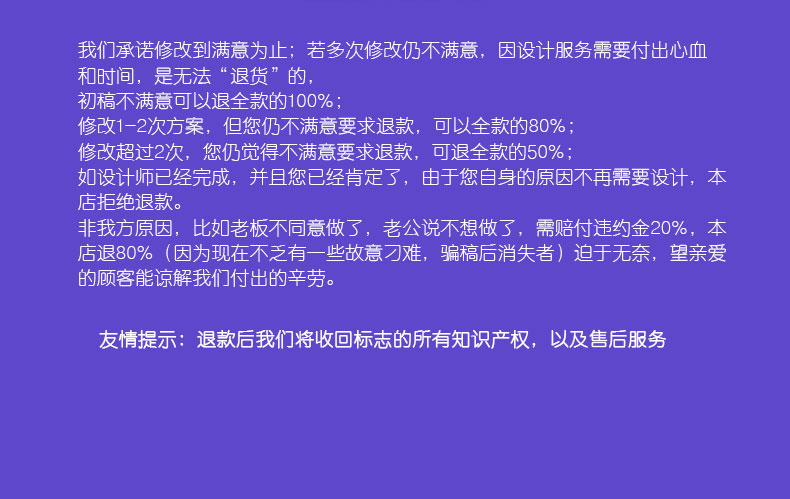 我们承诺修改到满意为止；若多次修改仍不满意，因设计服务需要付出心血
和时间，是无法“退货”的，
初稿不满意可以退全款的100%；
修改1-2次方案，但您仍不满意要求退款，可以全款的80%；
修改超过2次，您仍觉得不满意要求退款，可退全款的50%；
如设计师已经完成，并且您已经肯定了，由于您自身的原因不再需要设计，本
店拒绝退款。
非我方原因，比如老板不同意做了，老公说不想做了，需赔付违约金20%，本
店退80%（因为现在不乏有一些故意刁难，骗稿后消失者）迫于无奈，望亲爱
的顾客能谅解我们付出的辛劳。
友情提示：退款后我们将收回标志的所有知识产权，以及售后服务